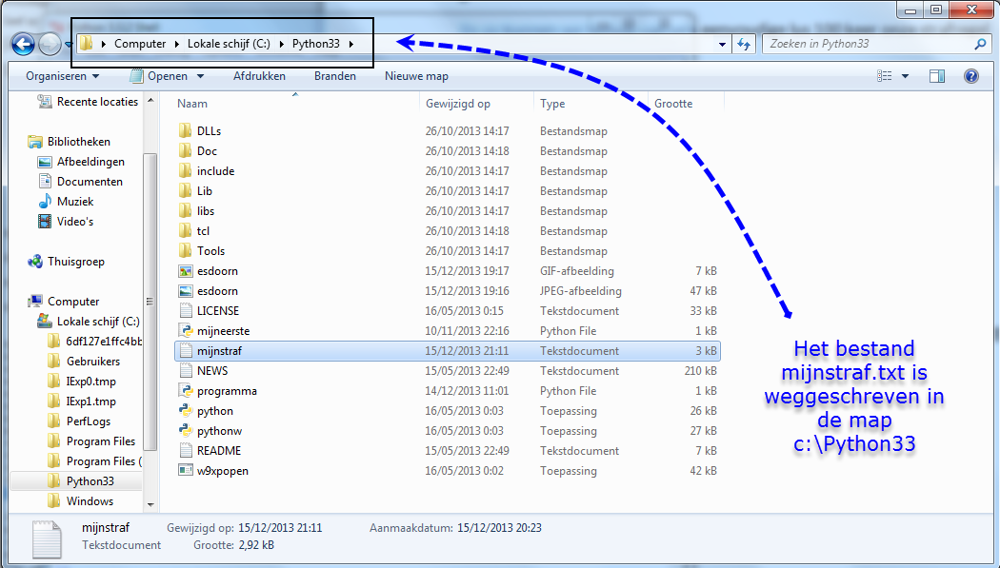 Computer Lokale schijf (C:) Python33
Zoeken in Python33
Organiseren Openen Afdrukken Branden Nieuwe map
Recente locaties
Bibliotheken
Afbeeldingen
Documenten
Muziek
Video's
Thuisgroep
Computer
Lokale schijf (C:)
6df127e1ffc4bb
Gebruikers
IExp0.tmp
IExp1.tmp
PerfLogs
Program Files
Program Files (
Python33
Windows
Naam Gewijzigd op Type Grootte
DLLs 26/10/2013 14:17 Bestandsmap
Doc 26/10/2013 14:18 Bestandsmap
include 26/10/2013 14:17 Bestandsmap
Lib 26/10/2013 14:17 Bestandsmap
libs 26/10/2013 14:17 Bestandsmap
tcl 26/10/2013 14:18 Bestandsmap
Tools 26/10/2013 14:17 Bestandsmap
esdoorn 15/12/2013 19:17 GIF-afbeelding 7 kB
esdoorn 15/12/2013 19:16 JPEG-afbeelding 47 kB
LICENSE 16/05/2013 0:15 Tekstdocument 33 kB
mijneerste 10/11/2013 22:16 Python File 1 kB
mijnstraf 15/12/2013 21:11 Tekstdocument 3 kB
NEWS 15/05/2013 22:49 Tekstdocument 210 kB
programma 14/12/2013 11:01 Python File 1 kB
python 16/05/2013 0:03 Toepassing 26 kB
pythonw 16/05/2013 0:03 Toepassing 27 kB
README 15/05/2013 22:49 Tekstdocument 7 kB
w9xpopen 16/05/2013 0:02 Toepassing 42 kB
Het bestand
mijnstraf.txt is
weggeschreven in
de map
c:\Python33
mijnstraf Gewijzigd op: 15/12/2013 21:11 Aanmaakdatum: 15/12/2013 20:23
Tekstdocument Grootte: 2,92 kB